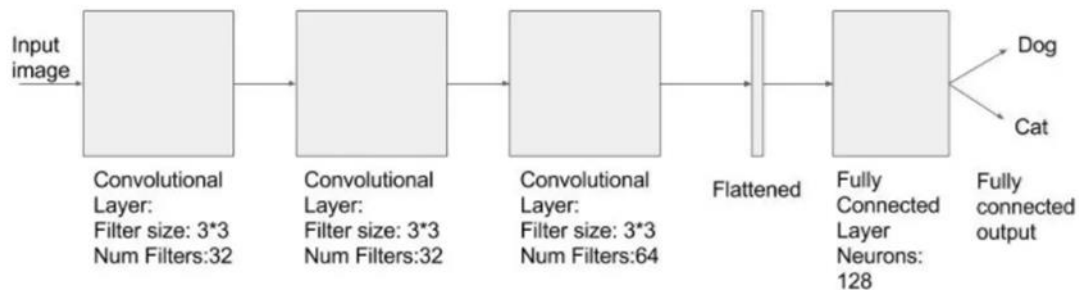 Input
image
Dog
Cat
Convolutional
Layer:
Filter size: 3*3
Num Filters:32
Convolutional
Layer:
Filter size: 3*3
Num Filters:32
Convolutional
Layer:
Filter size: 3*3
Num Filters:64
Flattened
Fully
Connected
Layer
Neurons:
128
Fully
connected
output